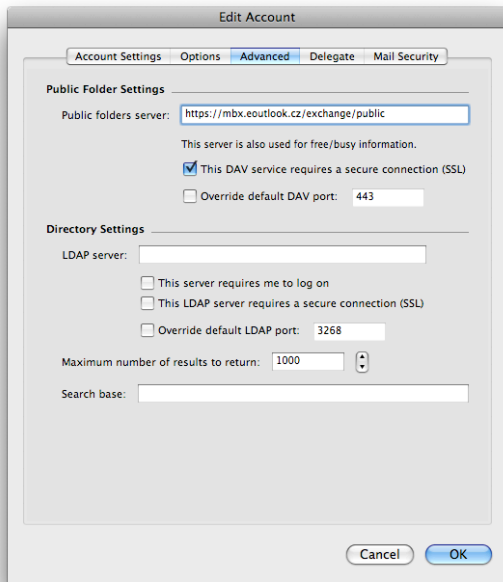 Edit Account
Account Settings Options Advanced Delegate Mail Security
Public Folder Settings
Public folders server: https://mbx.eoutlook.cz/exchange/public
This server is also used for free/busy information.
This DAV service requires a secure connection (SSL)
Override default DAV port: 443
Directory Settings
LDAP server:
This server requires me to log on
This LDAP server requires a secure connection (SSL)
Override default LDAP port: 3268
Maximum number of results to return: 1000
Search base:
Cancel OK